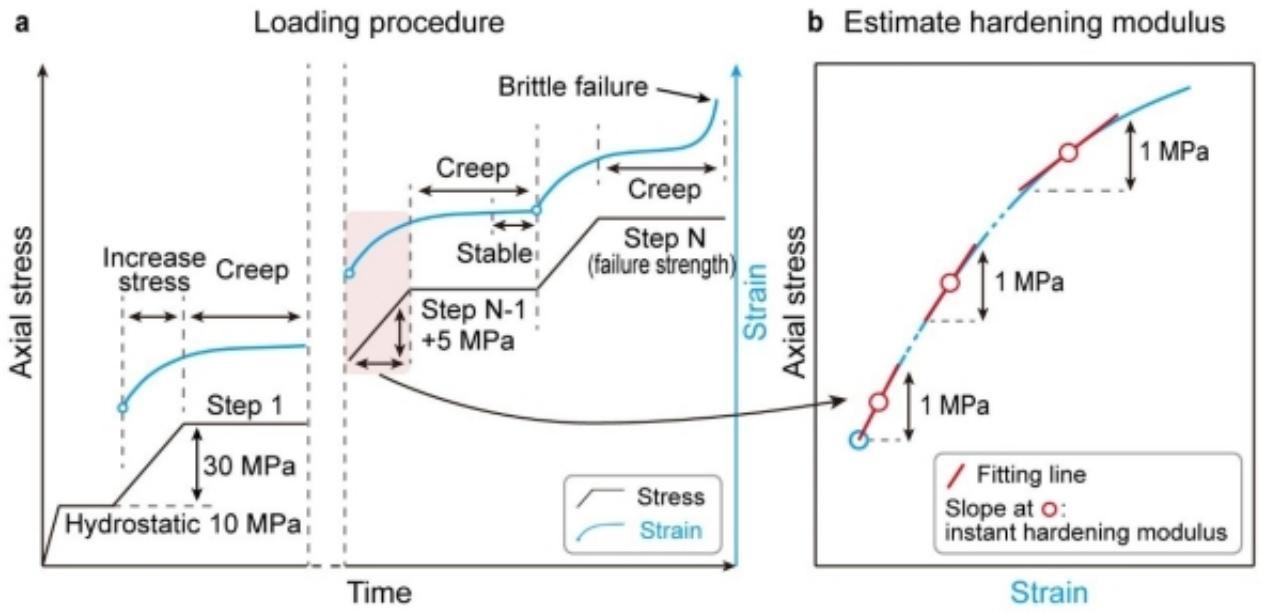 a
Loading procedure
Axial stress
Increase
stress
Creep
Step 1
30 MPa
Hydrostatic 10 MPa
Brittle failure
Creep
Stable
Creep
Step N
(failure strength)
Step N-1
+5 MPa
Stress
Strain
Strain
Time
b
Estimate hardening modulus
Axial stress
1 MPa
1 MPa
1 MPa
Fitting line
Slope at :
instant hardening modulus
Strain